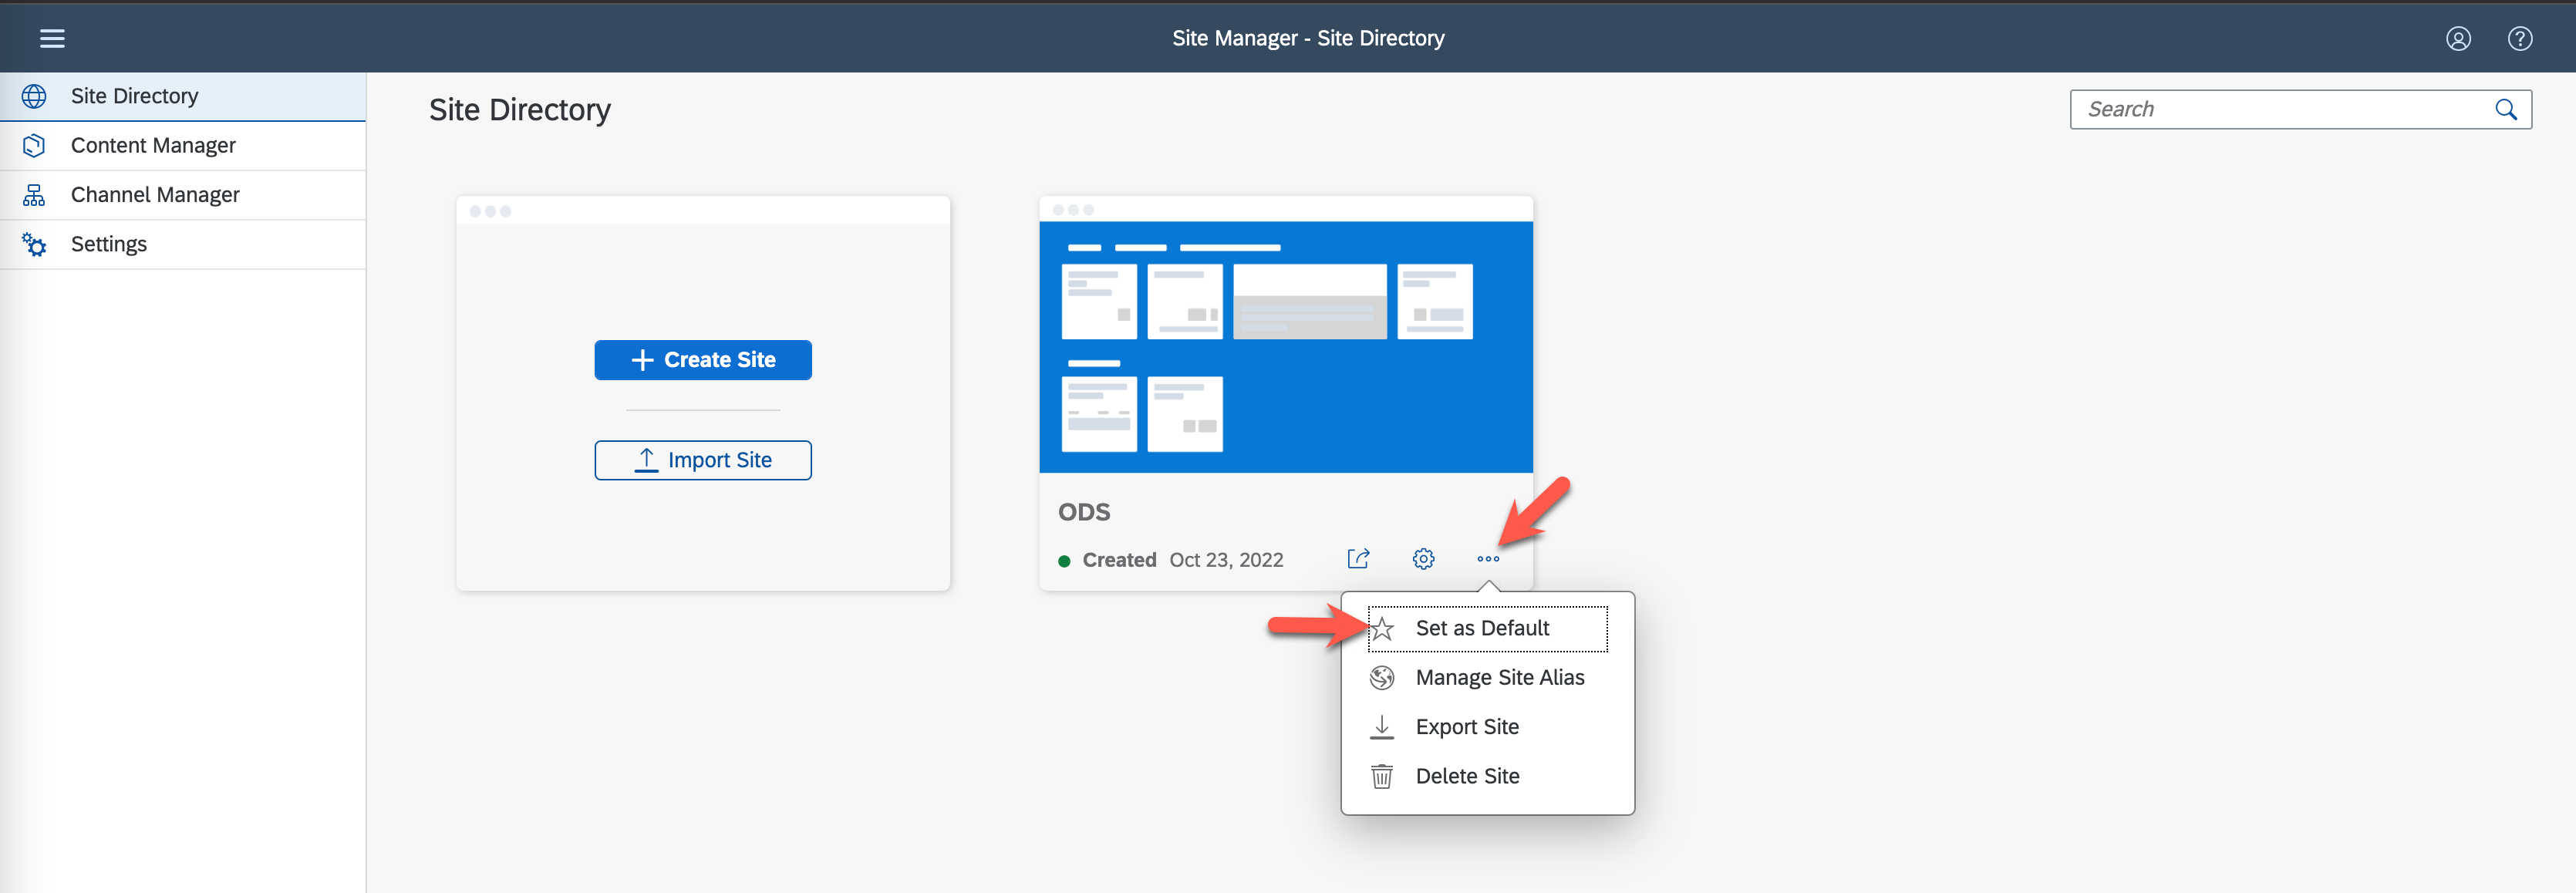 Site Manager - Site Directory
Site Directory
Content Manager
Channel Manager
Settings
Site Directory
Search
Create Site
Import Site
ODS
Created Oct 23, 2022
Set as Default
Manage Site Alias
Export Site
Delete Site